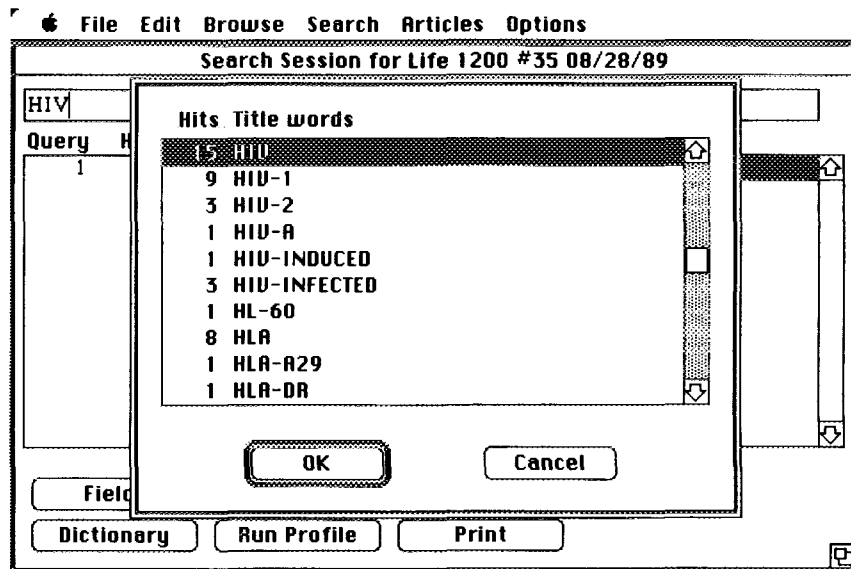 File Edit Browse Search Articles Options
Search Session for Life 1200 #35 08/28/89
HIV
Hits Title words
Query H
15 HIV
1
9 HIV-1
3 HIV-2
1 HIV-A
1 HIV-INDUCED
3 HIV-INFECTED
1 HL-60
8 HLA
1 HLA-A29
1 HLA-DR
OK Cancel
Field
Dictionary Run Profile Print